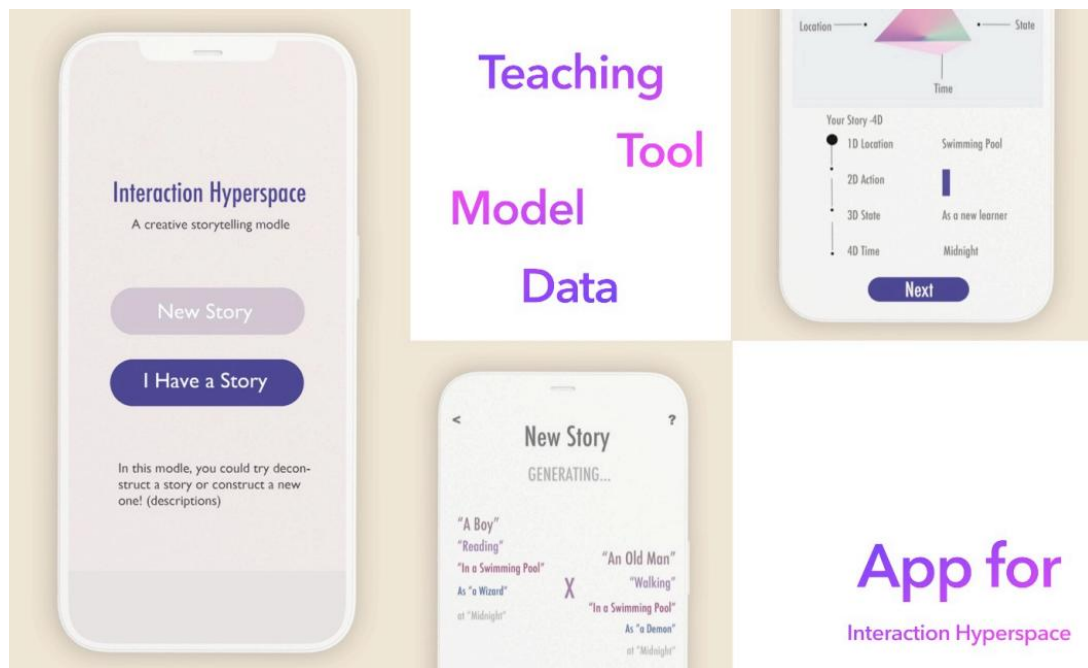 Interaction Hyperspace
A creative storytelling modle
New Story
I Have a Story
In this modle, you could try decon-
struct a story or construct a new
one! (descriptions)
Teaching
Tool
Model
Data
Location
State
Time
Your Story -4D
1D Location
Swimming Pool
2D Action
3D State
As a new learner
4D Time
Midnight
Next
<
?
New Story
GENERATING...
"A Boy"
"Reading"
"In a Swimming Pool"
As "a Wizard"
at "Midnight"
X
"An Old Man"
"Walking"
"In a Swimming Pool"
As "a Demon"
at "Midnight"
App for
Interaction Hyperspace